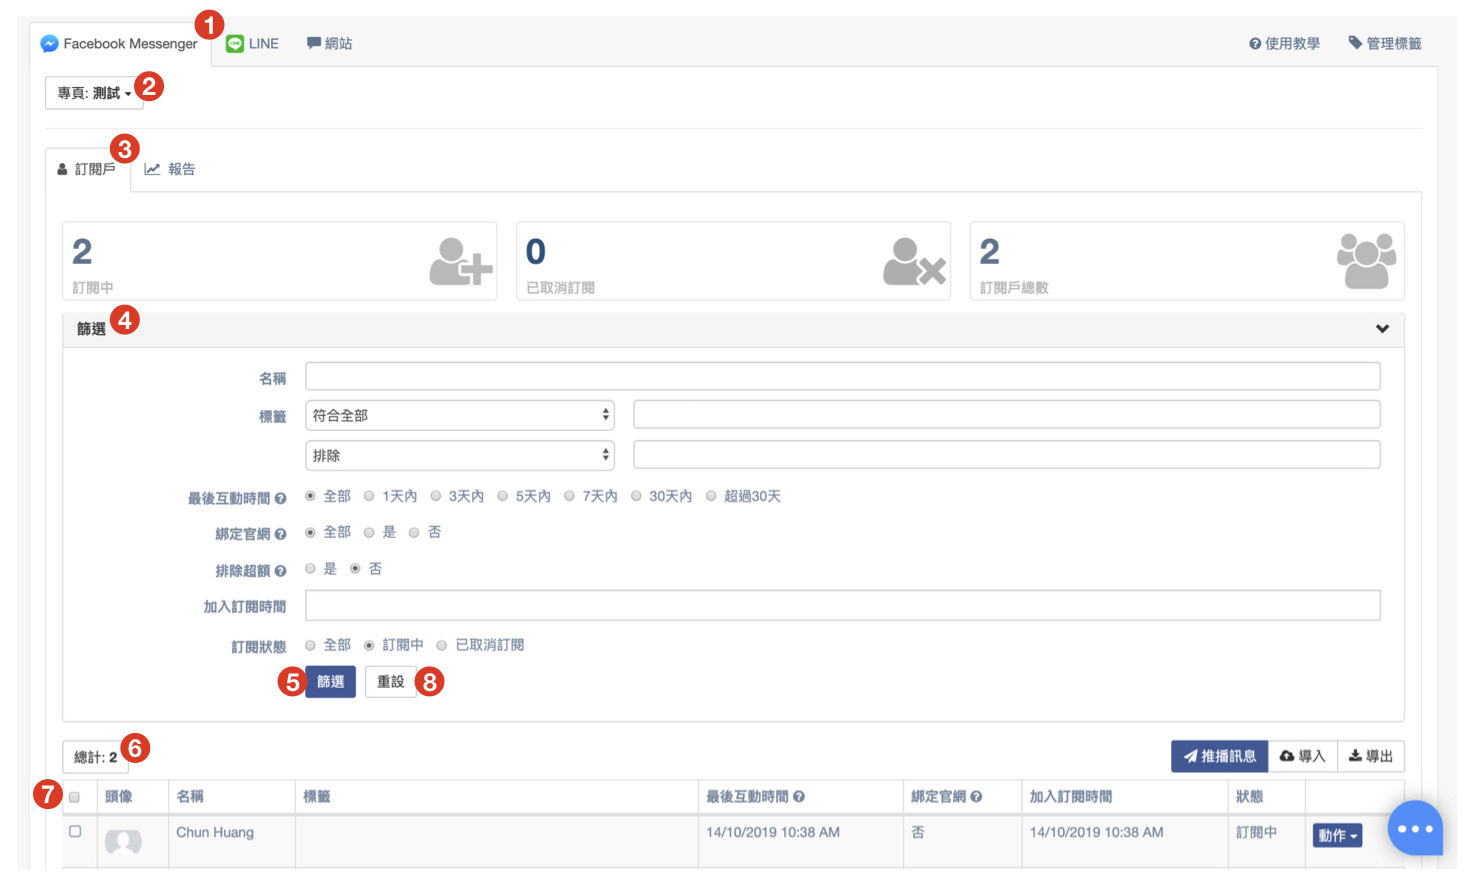 1
Facebook Messenger LINE 網站 使用教學 管理標籤
專頁: 測試 2
3
訂閱戶 報告
2 0 2
訂閱中 已取消訂閱 訂閱戶總數
篩選 4
名稱
標籤 符合全部
排除
最後互動時間 全部 1天內 3天內 5天內 7天內 30天內 超過30天
綁定官網 全部 是 否
排除超額 是 否
加入訂閱時間
訂閱狀態 全部 訂閱中 已取消訂閱
5 篩選 重設 8
總計: 2 6 推播訊息 導入 導出
7 頭像 名稱 標籤 最後互動時間 綁定官網 加入訂閱時間 狀態
Chun Huang 14/10/2019 10:38 AM 否 14/10/2019 10:38 AM 訂閱中 動作